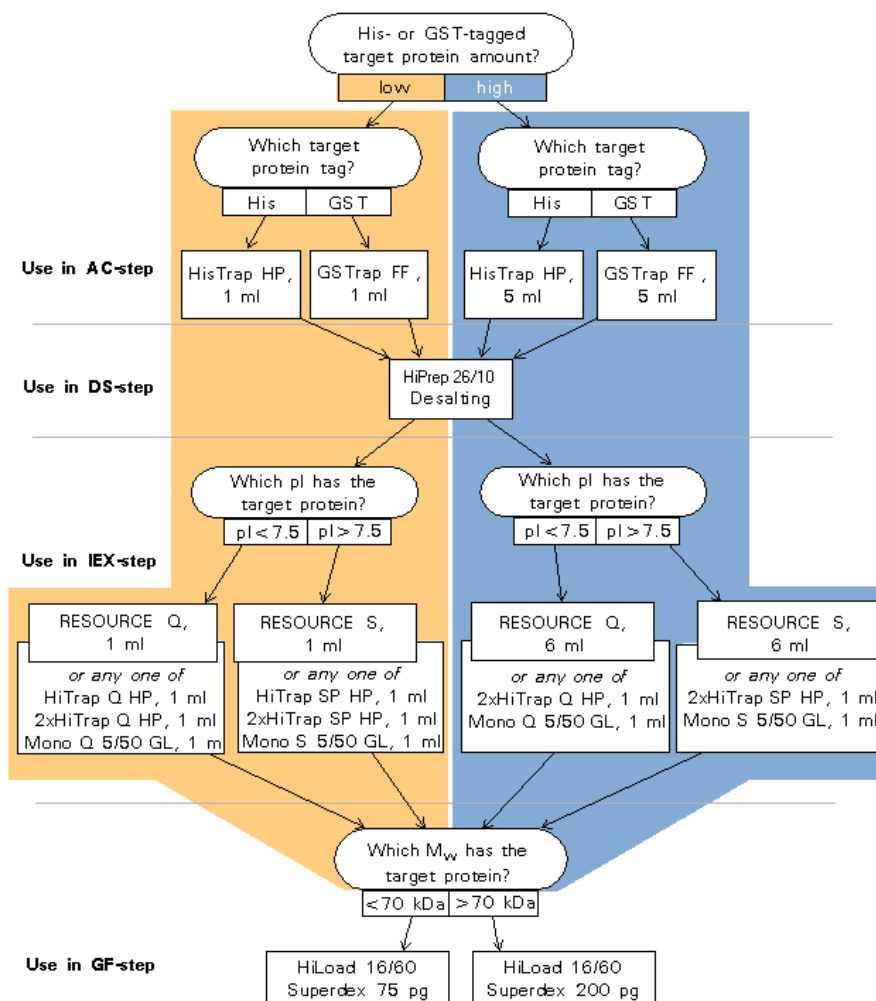 His- or GST-tagged
target protein amount?
low high
Which target
protein tag?
His GST
Which target
protein tag?
His GST
Use in AC-step
HisTrap HP,
1 ml
GSTrap FF ,
1 ml
HisTrap HP,
5 ml
GSTrap FF ,
5 ml
Use in DS-step
HiPrep 26/10
Desalting
Which pI has the
target protein?
pI<7.5 pI>7.5
Which pI has the
target protein?
pI<7.5 pI>7.5
Use in IEX-step
RESOURCE Q,
1 ml
or any one of
HiTrap Q HP, 1 ml
2xHiTrap Q HP, 1 ml
Mono Q 5/50 GL, 1 m
RESOURCE S,
1 ml
or any one of
HiTrap SP HP, 1 ml
2xHiTrap SP HP, 1 ml
Mono S 5/50 GL, 1 ml
RESOURCE Q,
6 ml
or any one of
2xHiTrap Q HP, 1 ml
Mono Q 5/50 GL, 1 ml
RESOURCE S,
6 ml
or any one of
2xHiTrap SP HP, 1 ml
Mono S 5/50 GL, 1 ml
Which Mw has the
target protein?
<70 kDa >70 kDa
Use in GF-step
HiLoad 16/60
Superdex 75 pg
HiLoad 16/60
Superdex 200 pg